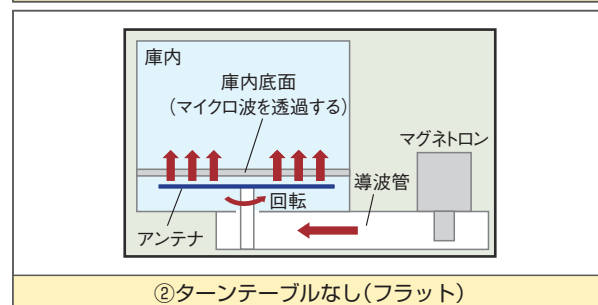 庫内
庫内底面
（マイクロ波を透過する）
マグネトロン
導波管
回転
アンテナ
②ターンテーブルなし（フラット）